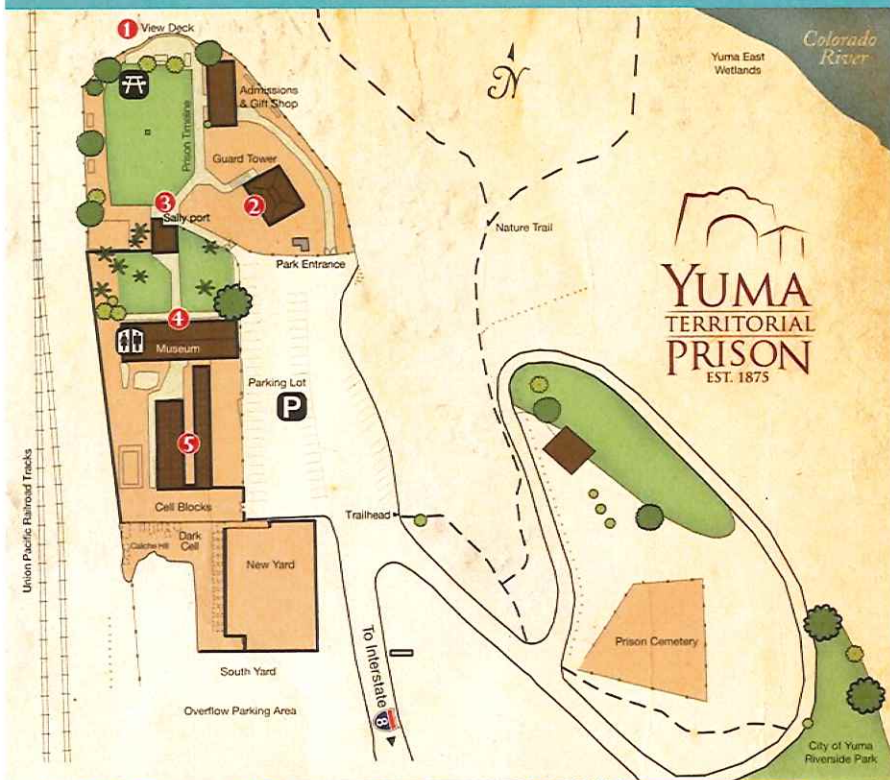 1 View Deck
Colorado
River
Yuma East
Wetlands
N
Admissions
& Gift Shop
Prison Timeline
Guard Tower
2
3
Sally port
Nature Trail
Park Entrance
YUMA
TERRITORIAL
PRISON
EST. 1875
4
Museum
Parking Lot
P
5
Union Pacific Railroad Tracks
Cell Blocks
Trailhead
Caliche Hill
Dark
Cell
New Yard
Prison Cemetery
To Interstate
8
South Yard
Overflow Parking Area
City of Yuma
Riverside Park